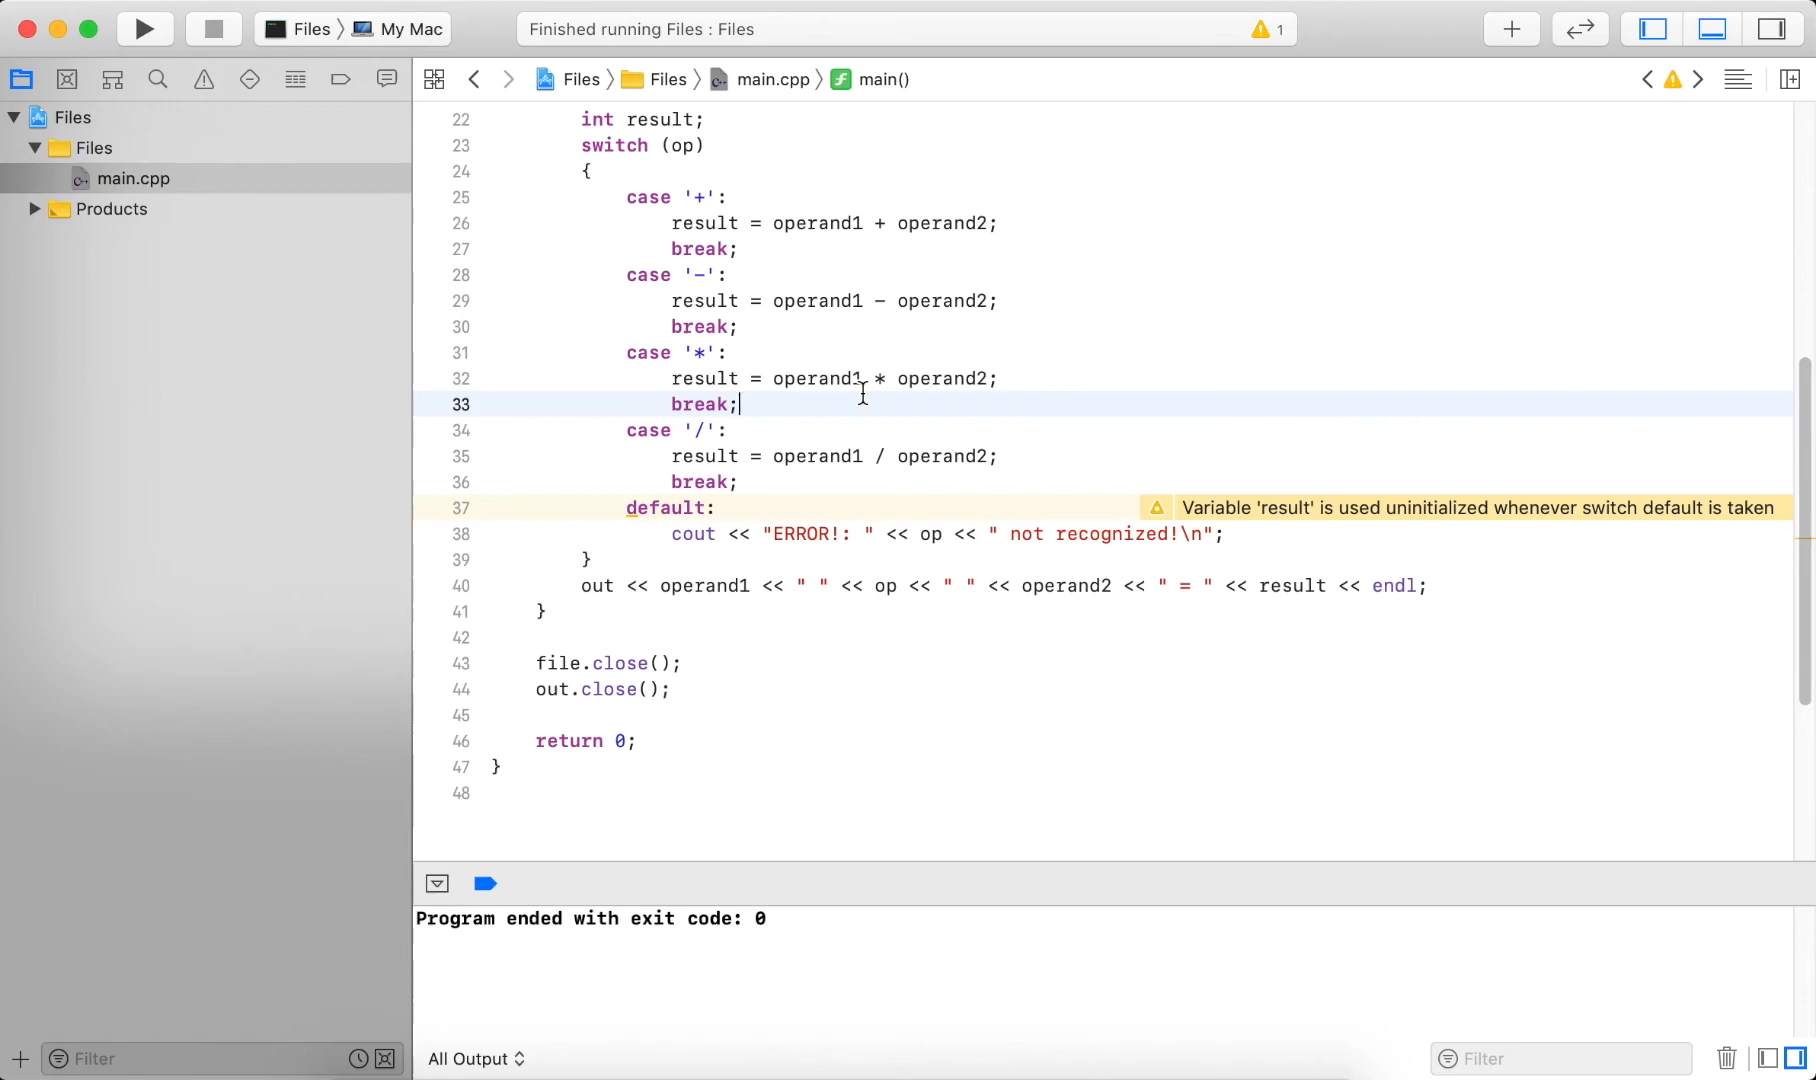 Files 〉 My Mac
Finished running Files : Files
1
Files 〉 Files 〉 main.cpp 〉 main()
Files
Files
main.cpp
Products
22 int result;
23 switch (op)
24 {
25 case '+':
26 result = operand1 + operand2;
27 break;
28 case '-':
29 result = operand1 - operand2;
30 break;
31 case '*':
32 result = operand1 * operand2;
33 break;
34 case '/':
35 result = operand1 / operand2;
36 break;
37 default: Variable 'result' is used uninitialized whenever switch default is taken
38 cout << "ERROR!: " << op << " not recognized!\n";
39 }
40 out << operand1 << " " << op << " " << operand2 << " = " << result << endl;
41 }
42
43 file.close();
44 out.close();
45
46 return 0;
47 }
48
Program ended with exit code: 0
Filter
All Output
Filter